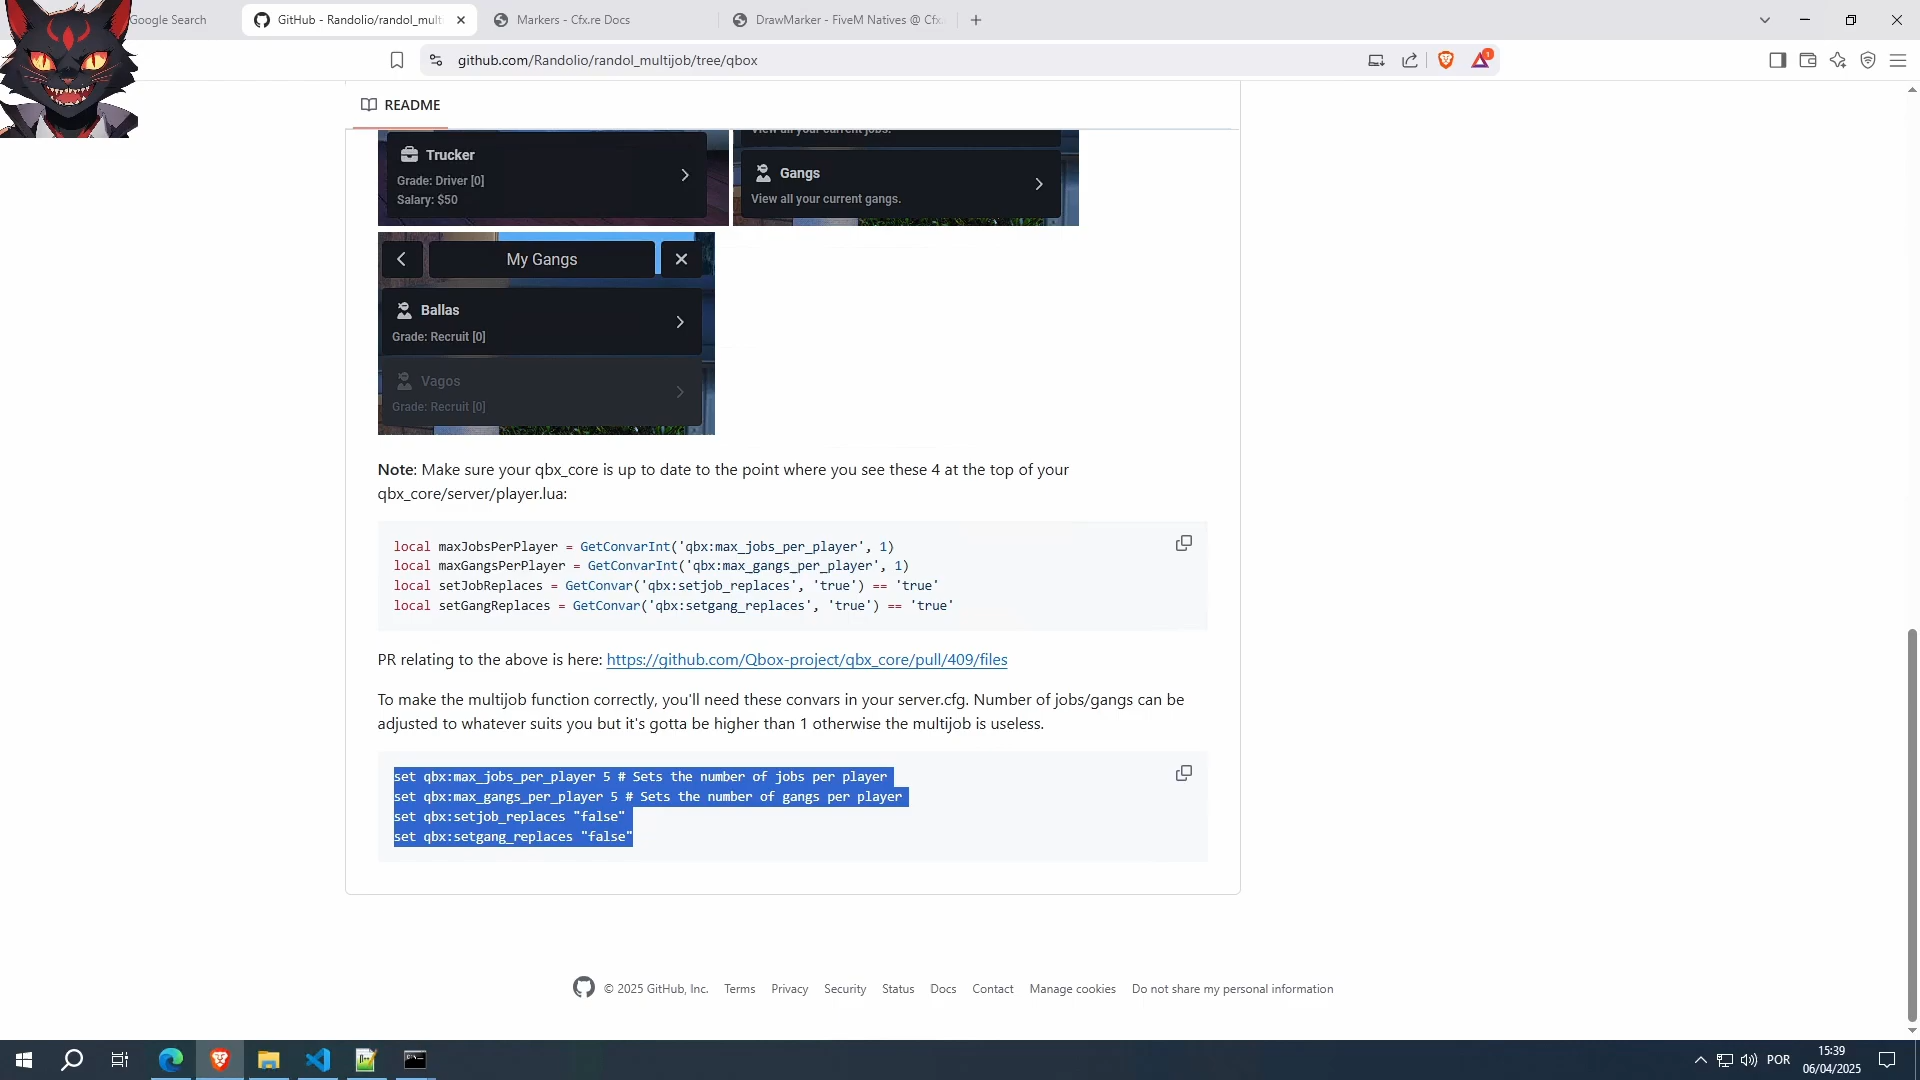 Google Search
GitHub - Randolio/randol_mult
Markers - Cfx.re Docs
DrawMarker - FiveM Natives @ Cfx.
github.com/Randolio/randol_multijob/tree/qbox
1
README
Trucker
Grade: Driver [0]
Salary: $50
View all your current jobs.
Gangs
View all your current gangs.
My Gangs
Ballas
Grade: Recruit [0]
Vagos
Grade: Recruit [0]
Note: Make sure your qbx_core is up to date to the point where you see these 4 at the top of your
qbx_core/server/player.lua:
local maxJobsPerPlayer = GetConvarInt('qbx:max_jobs_per_player', 1)
local maxGangsPerPlayer = GetConvarInt('qbx:max_gangs_per_player', 1)
local setJobReplaces = GetConvar('qbx:setjob_replaces', 'true') == 'true'
local setGangReplaces = GetConvar('qbx:setgang_replaces', 'true') == 'true'
PR relating to the above is here: https://github.com/Qbox-project/qbx_core/pull/409/files
To make the multijob function correctly, you'll need these convars in your server.cfg. Number of jobs/gangs can be
adjusted to whatever suits you but it's gotta be higher than 1 otherwise the multijob is useless.
set qbx:max_jobs_per_player 5 # Sets the number of jobs per player
set qbx:max_gangs_per_player 5 # Sets the number of gangs per player
set qbx:setjob_replaces "false"
set qbx:setgang_replaces "false"
© 2025 GitHub, Inc.
Terms
Privacy
Security
Status
Docs
Contact
Manage cookies
Do not share my personal information
POR
15:39
06/04/2025